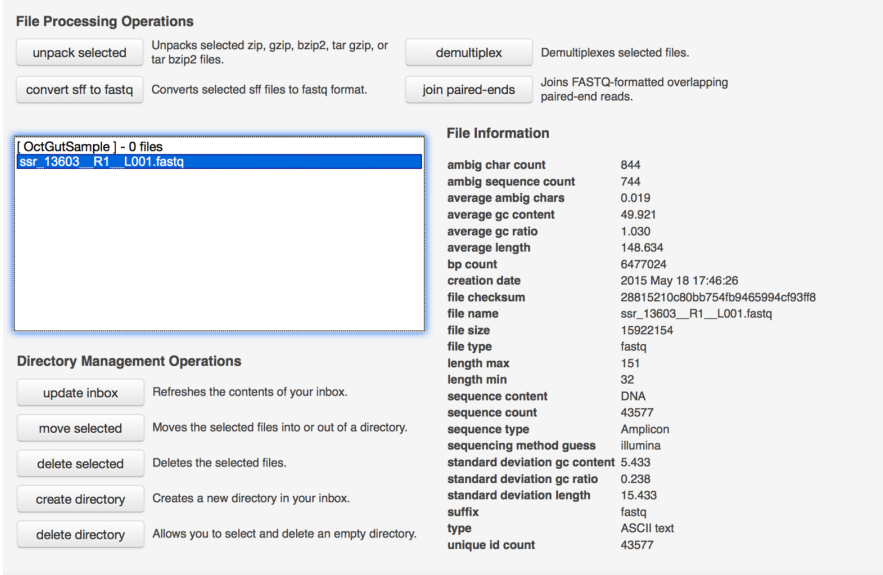 File Processing Operations
unpack selected
Unpacks selected zip, gzip, bzip2, tar gzip, or
tar bzip2 files.
demultiplex
Demultiplexes selected files.
convert sff to fastq
Converts selected sff files to fastq format.
join paired-ends
Joins FASTQ-formatted overlapping
paired-end reads.
[ OctGutSample ] - 0 files
ssr_13603__R1__L001.fastq
File Information
ambig char count 844
ambig sequence count 744
average ambig chars 0.019
average gc content 49.921
average gc ratio 1.030
average length 148.634
bp count 6477024
creation date 2015 May 18 17:46:26
file checksum 28815210c80bb754fb9465994cf93ff8
file name ssr_13603__R1__L001.fastq
file size 15922154
file type fastq
length max 151
length min 32
sequence content DNA
sequence count 43577
sequence type Amplicon
sequencing method guess illumina
standard deviation gc content 5.433
standard deviation gc ratio 0.238
standard deviation length 15.433
suffix fastq
type ASCII text
unique id count 43577
Directory Management Operations
update inbox
Refreshes the contents of your inbox.
move selected
Moves the selected files into or out of a directory.
delete selected
Deletes the selected files.
create directory
Creates a new directory in your inbox.
delete directory
Allows you to select and delete an empty directory.